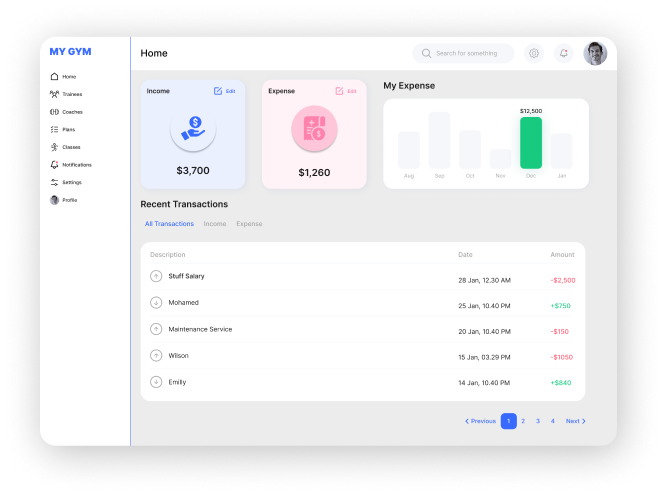 MY GYM
Home
Trainees
Coaches
Plans
Classes
Notifications
Settings
Profile
Home
Search for something
Income
Edit
$3,700
Expense
Edit
$1,260
My Expense
$12,500
Aug Sep Oct Nov Dec Jan
Recent Transactions
All Transactions Income Expense
Description Date Amount
Stuff Salary 28 Jan, 12.30 AM -$2,500
Mohamed 25 Jan, 10.40 PM +$750
Maintenance Service 20 Jan, 10.40 PM -$150
Wilson 15 Jan, 03.29 PM -$1050
Emilly 14 Jan, 10.40 PM +$840
Previous 1 2 3 4 Next